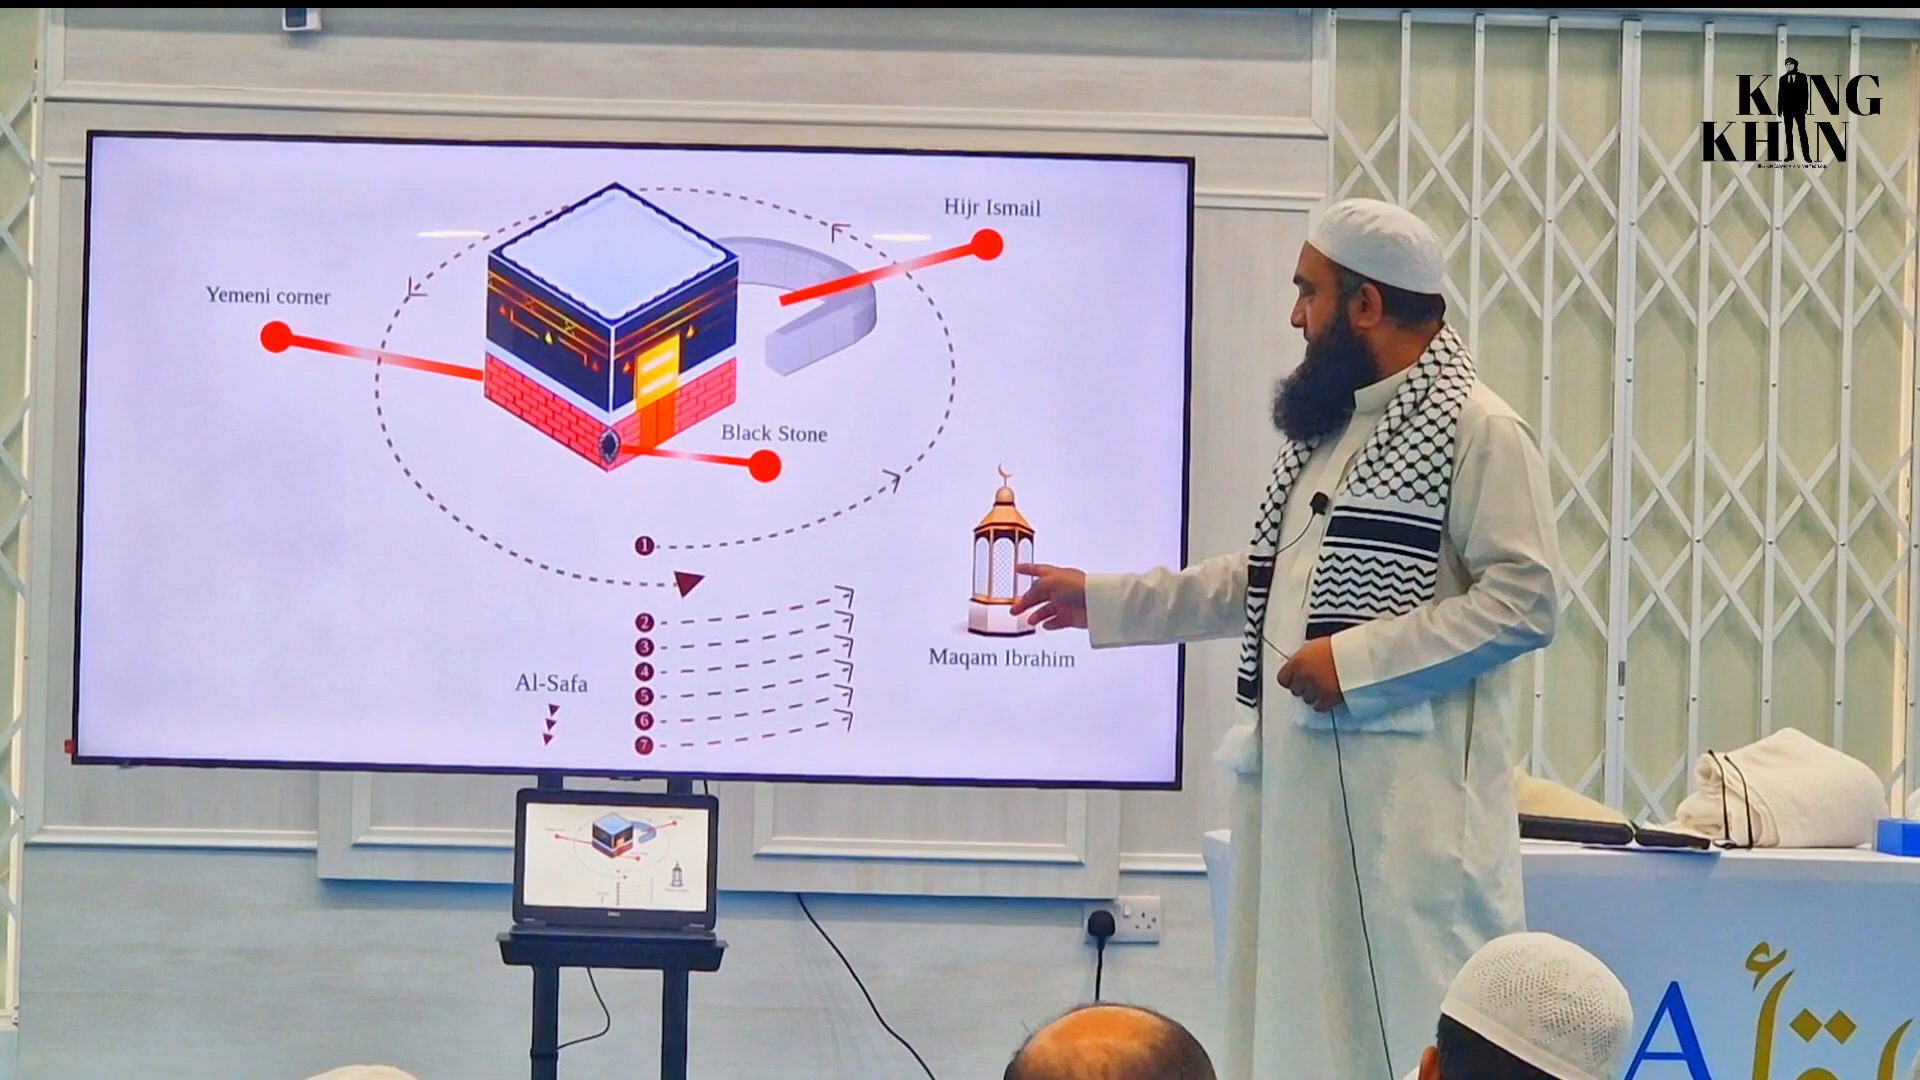 KING
KHAN
Hijr Ismail
Yemeni corner
Black Stone
1
2
3
4
5
6
7
Al-Safa
Maqam Ibrahim
DELL
A